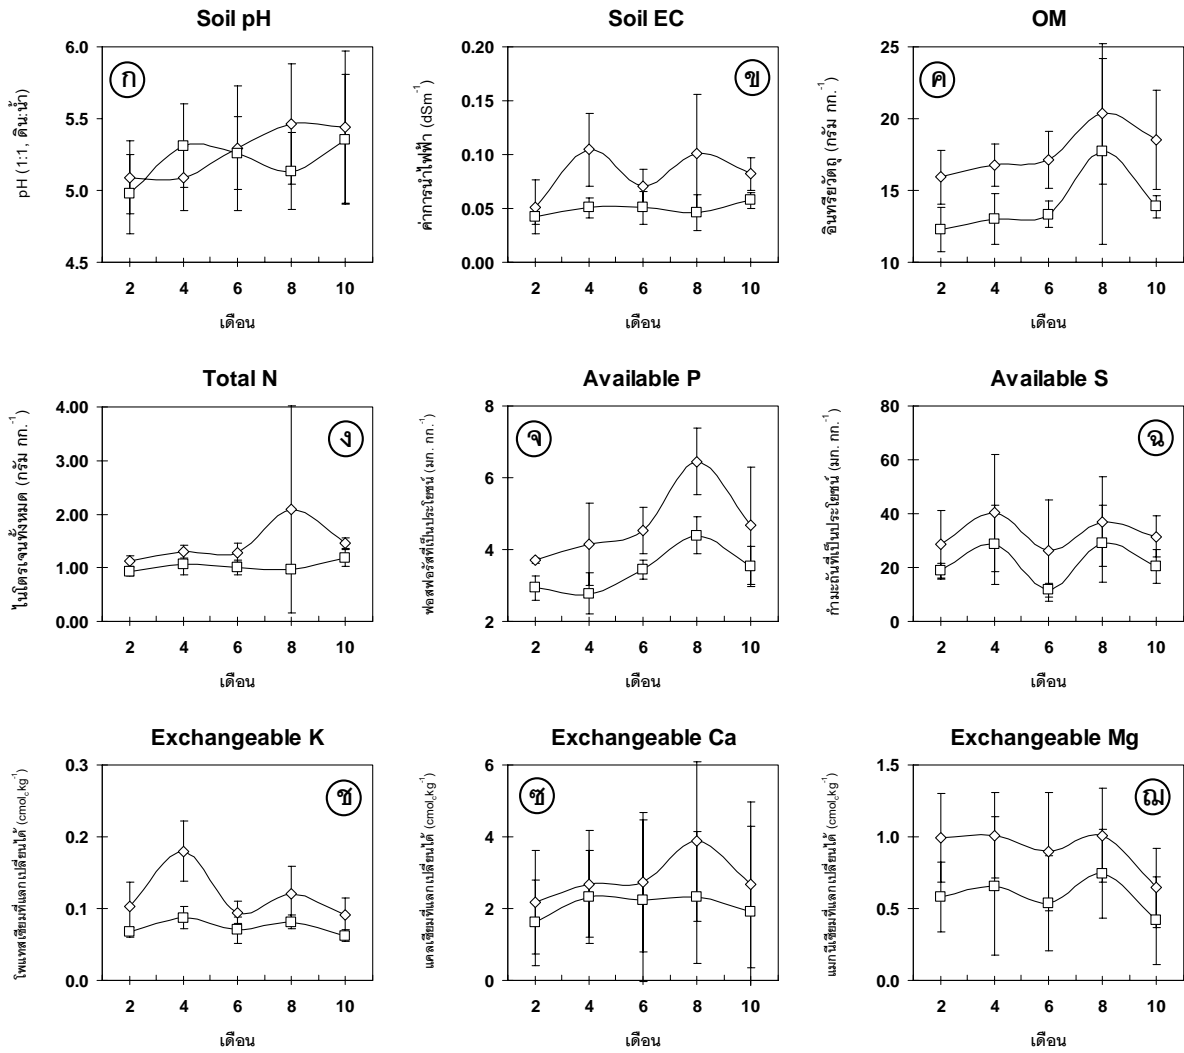 Soil pH
pH (1:1, ดิน:น้ำ)
ก
6.0
5.5
5.0
4.5
2 4 6 8 10
เดือน
Soil EC
ค่าการนำไฟฟ้า (dSm-1)
ข
0.20
0.15
0.10
0.05
0.00
2 4 6 8 10
เดือน
OM
อินทรียวัตถุ (กรัม กก.-1)
ค
25
20
15
10
2 4 6 8 10
เดือน
Total N
ไนโตรเจนทั้งหมด (กรัม กก.-1)
ง
4.00
3.00
2.00
1.00
0.00
2 4 6 8 10
เดือน
Available P
ฟอสฟอรัสที่เป็นประโยชน์ (มก. กก.-1)
จ
8
6
4
2
2 4 6 8 10
เดือน
Available S
กำมะถันที่เป็นประโยชน์ (มก. กก.-1)
ฉ
80
60
40
20
0
2 4 6 8 10
เดือน
Exchangeable K
โพแทสเซียมที่แลกเปลี่ยนได้ (cmolckg-1)
ช
0.3
0.2
0.1
0.0
2 4 6 8 10
เดือน
Exchangeable Ca
แคลเซียมที่แลกเปลี่ยนได้ (cmolckg-1)
ซ
6
4
2
0
2 4 6 8 10
เดือน
Exchangeable Mg
แมกนีเซียมที่แลกเปลี่ยนได้ (cmolckg-1)
ฌ
1.5
1.0
0.5
0.0
2 4 6 8 10
เดือน